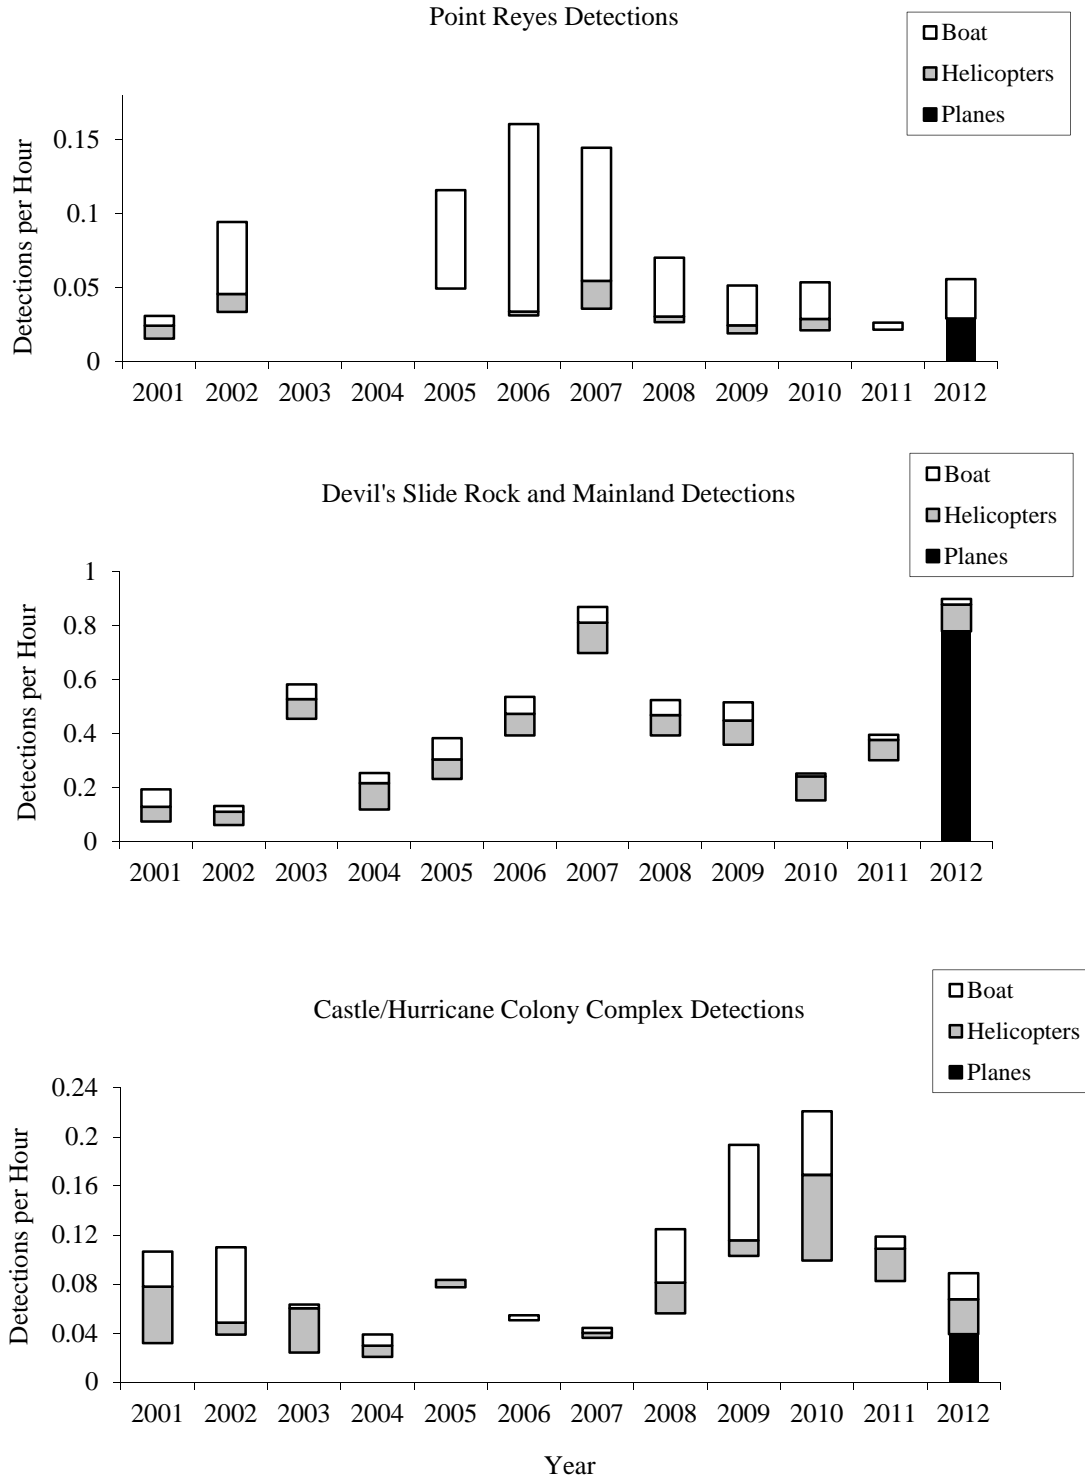 Point Reyes Detections
Boat
Helicopters
Planes
Detections per Hour
0.15
0.1
0.05
0
2001 2002 2003 2004 2005 2006 2007 2008 2009 2010 2011 2012
Devil's Slide Rock and Mainland Detections
Boat
Helicopters
Planes
Detections per Hour
1
0.8
0.6
0.4
0.2
0
2001 2002 2003 2004 2005 2006 2007 2008 2009 2010 2011 2012
Castle/Hurricane Colony Complex Detections
Boat
Helicopters
Planes
Detections per Hour
0.24
0.2
0.16
0.12
0.08
0.04
0
2001 2002 2003 2004 2005 2006 2007 2008 2009 2010 2011 2012
Year